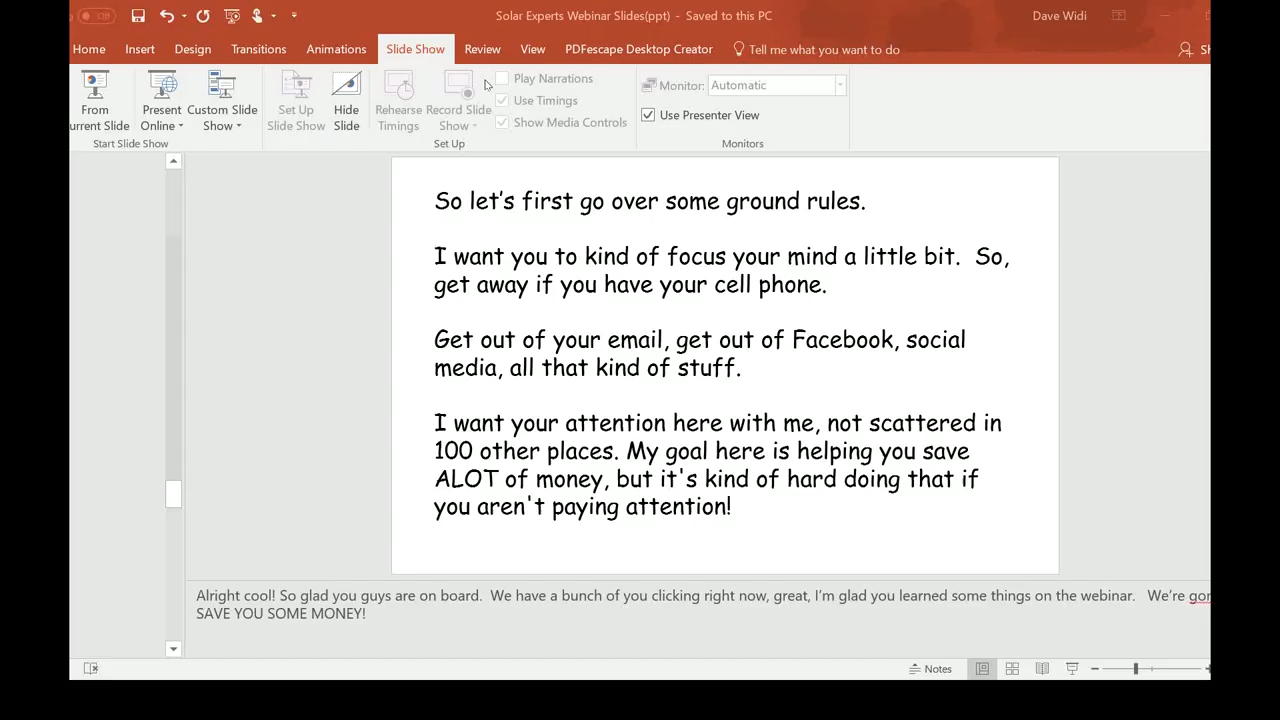 Off
Solar Experts Webinar Slides(ppt) - Saved to this PC
Dave Widi
Home Insert Design Transitions Animations Slide Show Review View PDFescape Desktop Creator Tell me what you want to do
From
urrent Slide
Present
Online
Custom Slide
Show
Set Up
Slide Show
Hide
Slide
Rehearse
Timings
Record Slide
Show
Play Narrations
Use Timings
Show Media Controls
Monitor: Automatic
Use Presenter View
Start Slide Show
Set Up
Monitors
So let's first go over some ground rules.
I want you to kind of focus your mind a little bit. So,
get away if you have your cell phone.
Get out of your email, get out of Facebook, social
media, all that kind of stuff.
I want your attention here with me, not scattered in
100 other places. My goal here is helping you save
ALOT of money, but it's kind of hard doing that if
you aren't paying attention!
Alright cool! So glad you guys are on board. We have a bunch of you clicking right now, great, I'm glad you learned some things on the webinar. We're gon
SAVE YOU SOME MONEY!
Notes